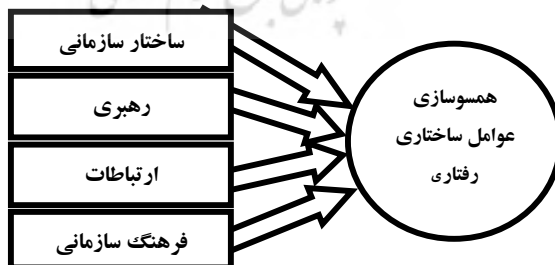 ساختار سازمانی
رهبری
ارتباطات
فرهنگ سازمانی
همسوسازی
عوامل ساختاری
رفتاری